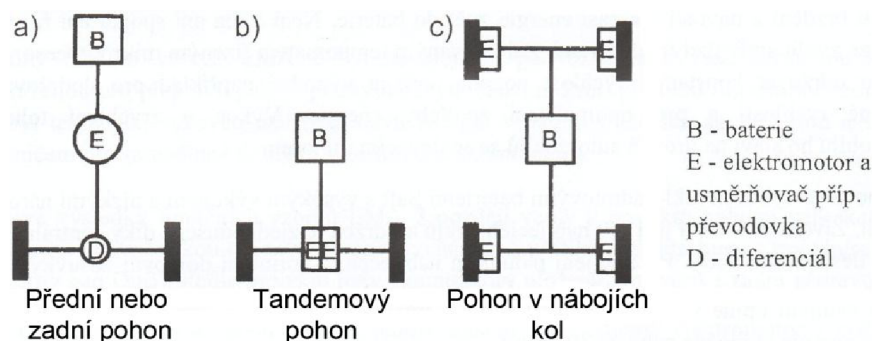 a)
B
E
D
Přední nebo
zadní pohon
b)
B
E E
Tandemový
pohon
c)
E E
B
E E
Pohon v nábojích
kol
B - baterie
E - elektromotor a
usměrňovač příp.
převodovka
D - diferenciál